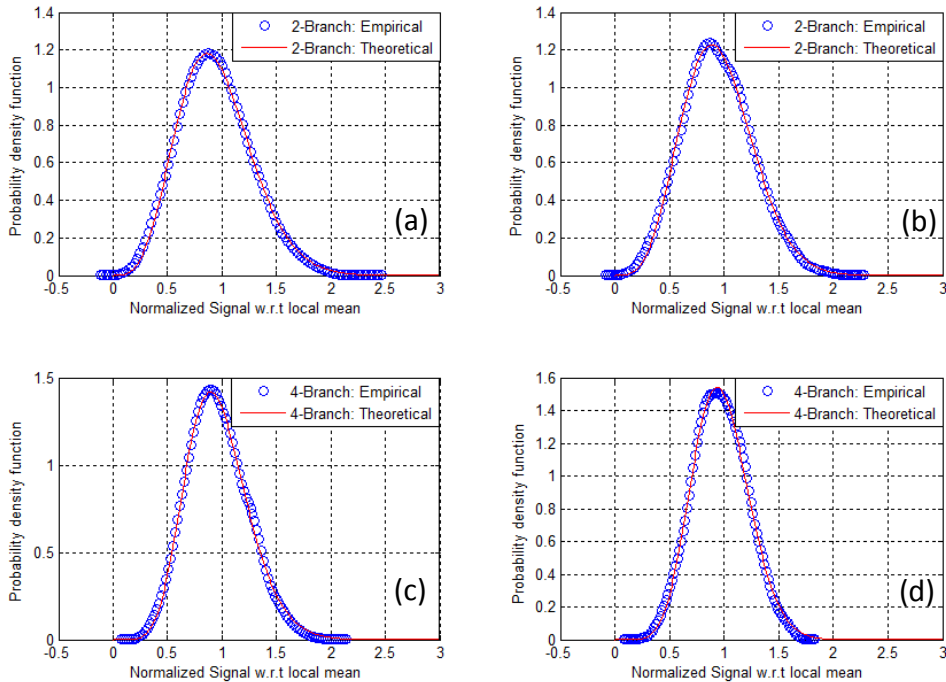 1.4
1.2
1
0.8
0.6
0.4
0.2
0
-0.5 0 0.5 1 1.5 2 2.5 3
Probability density function
Normalized Signal w.r.t local mean
2-Branch: Empirical
2-Branch: Theoretical
(a)
1.4
1.2
1
0.8
0.6
0.4
0.2
0
-0.5 0 0.5 1 1.5 2 2.5 3
Probability density function
Normalized Signal w.r.t local mean
2-Branch: Empirical
2-Branch: Theoretical
(b)
1.5
1
0.5
0
-0.5 0 0.5 1 1.5 2 2.5 3
Probability density function
Normalized Signal w.r.t local mean
4-Branch: Empirical
4-Branch: Theoretical
(c)
1.6
1.4
1.2
1
0.8
0.6
0.4
0.2
0
-0.5 0 0.5 1 1.5 2 2.5 3
Probability density function
Normalized Signal w.r.t local mean
4-Branch: Empirical
4-Branch: Theoretical
(d)